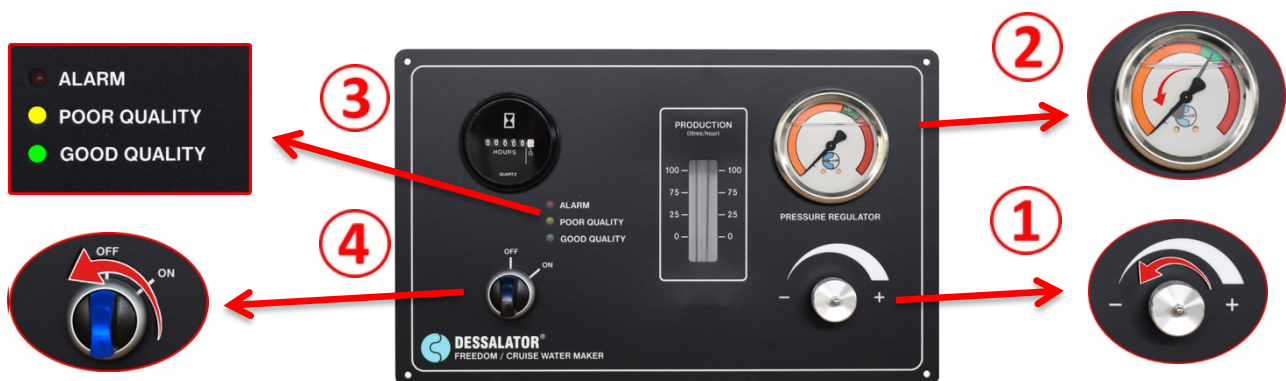 ALARM
POOR QUALITY
GOOD QUALITY
3
2
HOURS
QUARTZ
PRODUCTION
(litres/hour)
100 100
75 75
25 25
0 0
ALARM
POOR QUALITY
GOOD QUALITY
PRESSURE REGULATOR
1
4
OFF
ON
OFF
ON
- +
- +
DESSALATOR®
FREEDOM / CRUISE WATER MAKER